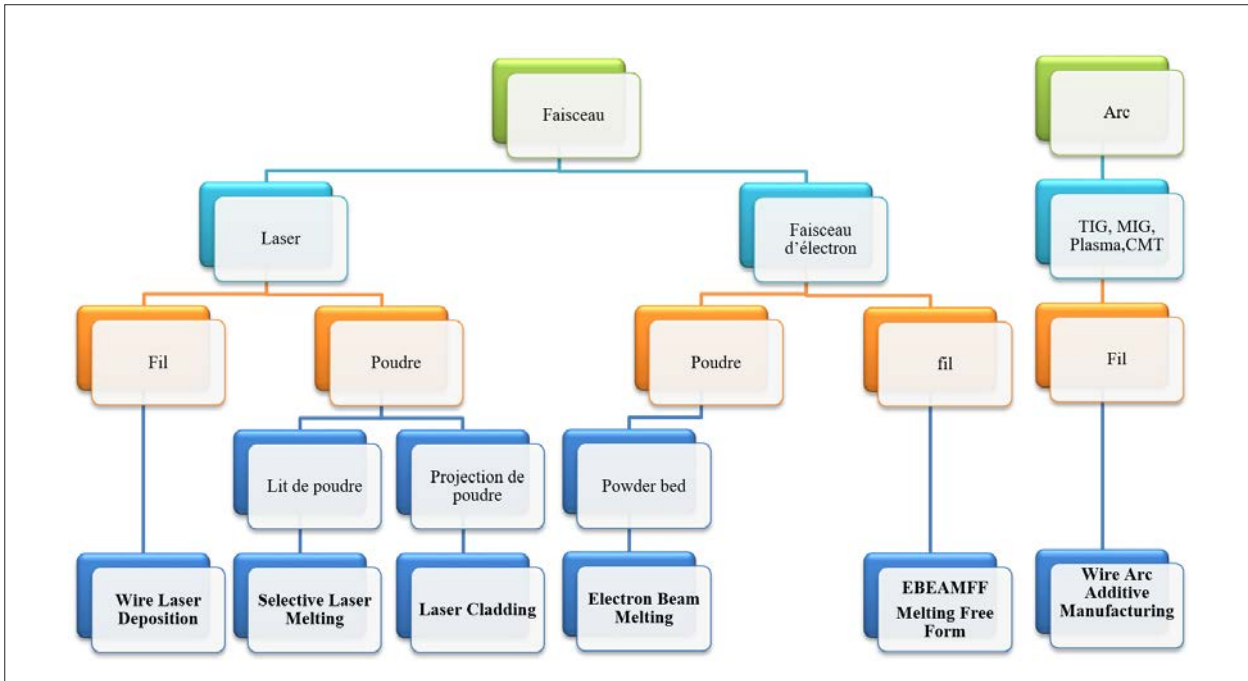 Faisceau
Arc
Laser
Faisceau
d’électron
TIG, MIG,
Plasma,CMT
Fil
Poudre
Poudre
fil
Fil
Lit de poudre
Projection de
poudre
Powder bed
Wire Laser
Deposition
Selective Laser
Melting
Laser Cladding
Electron Beam
Melting
EBEAMFF
Melting Free
Form
Wire Arc
Additive
Manufacturing